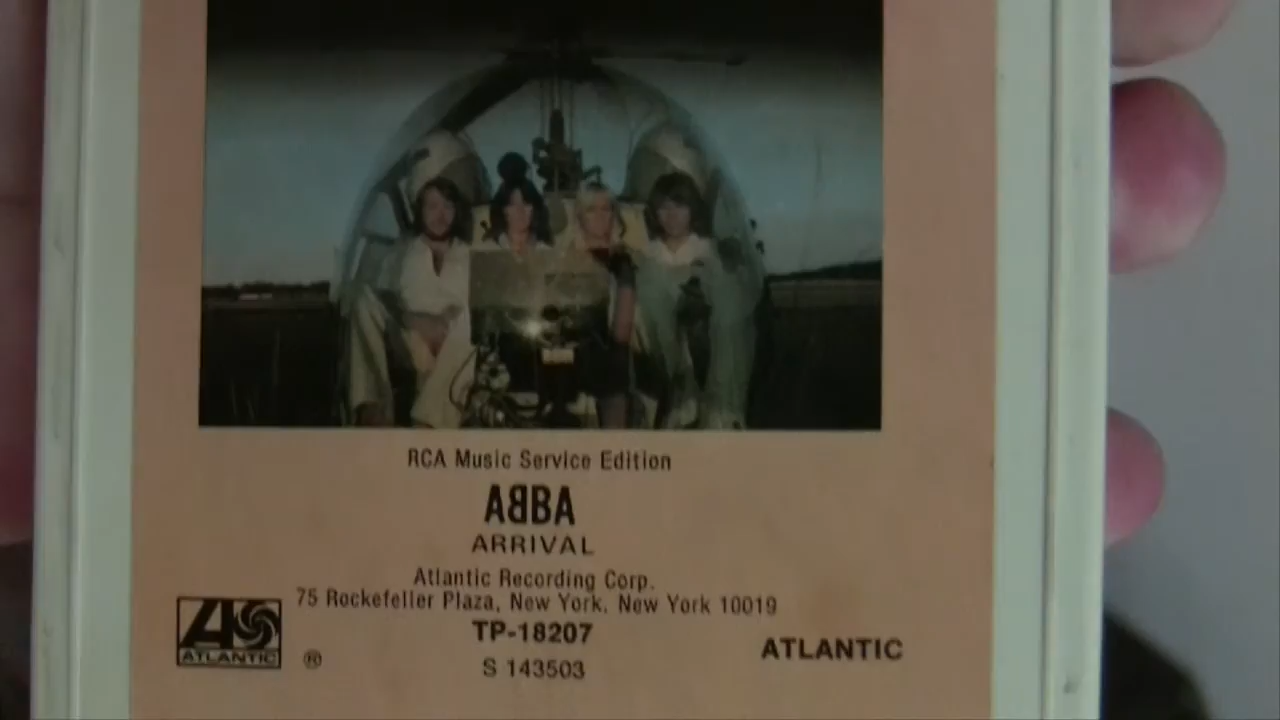 RCA Music Service Edition
ABBA
ARRIVAL
Atlantic Recording Corp.
75 Rockefeller Plaza, New York, New York 10019
TP-18207
S 143503
A
ATLANTIC
®
ATLANTIC